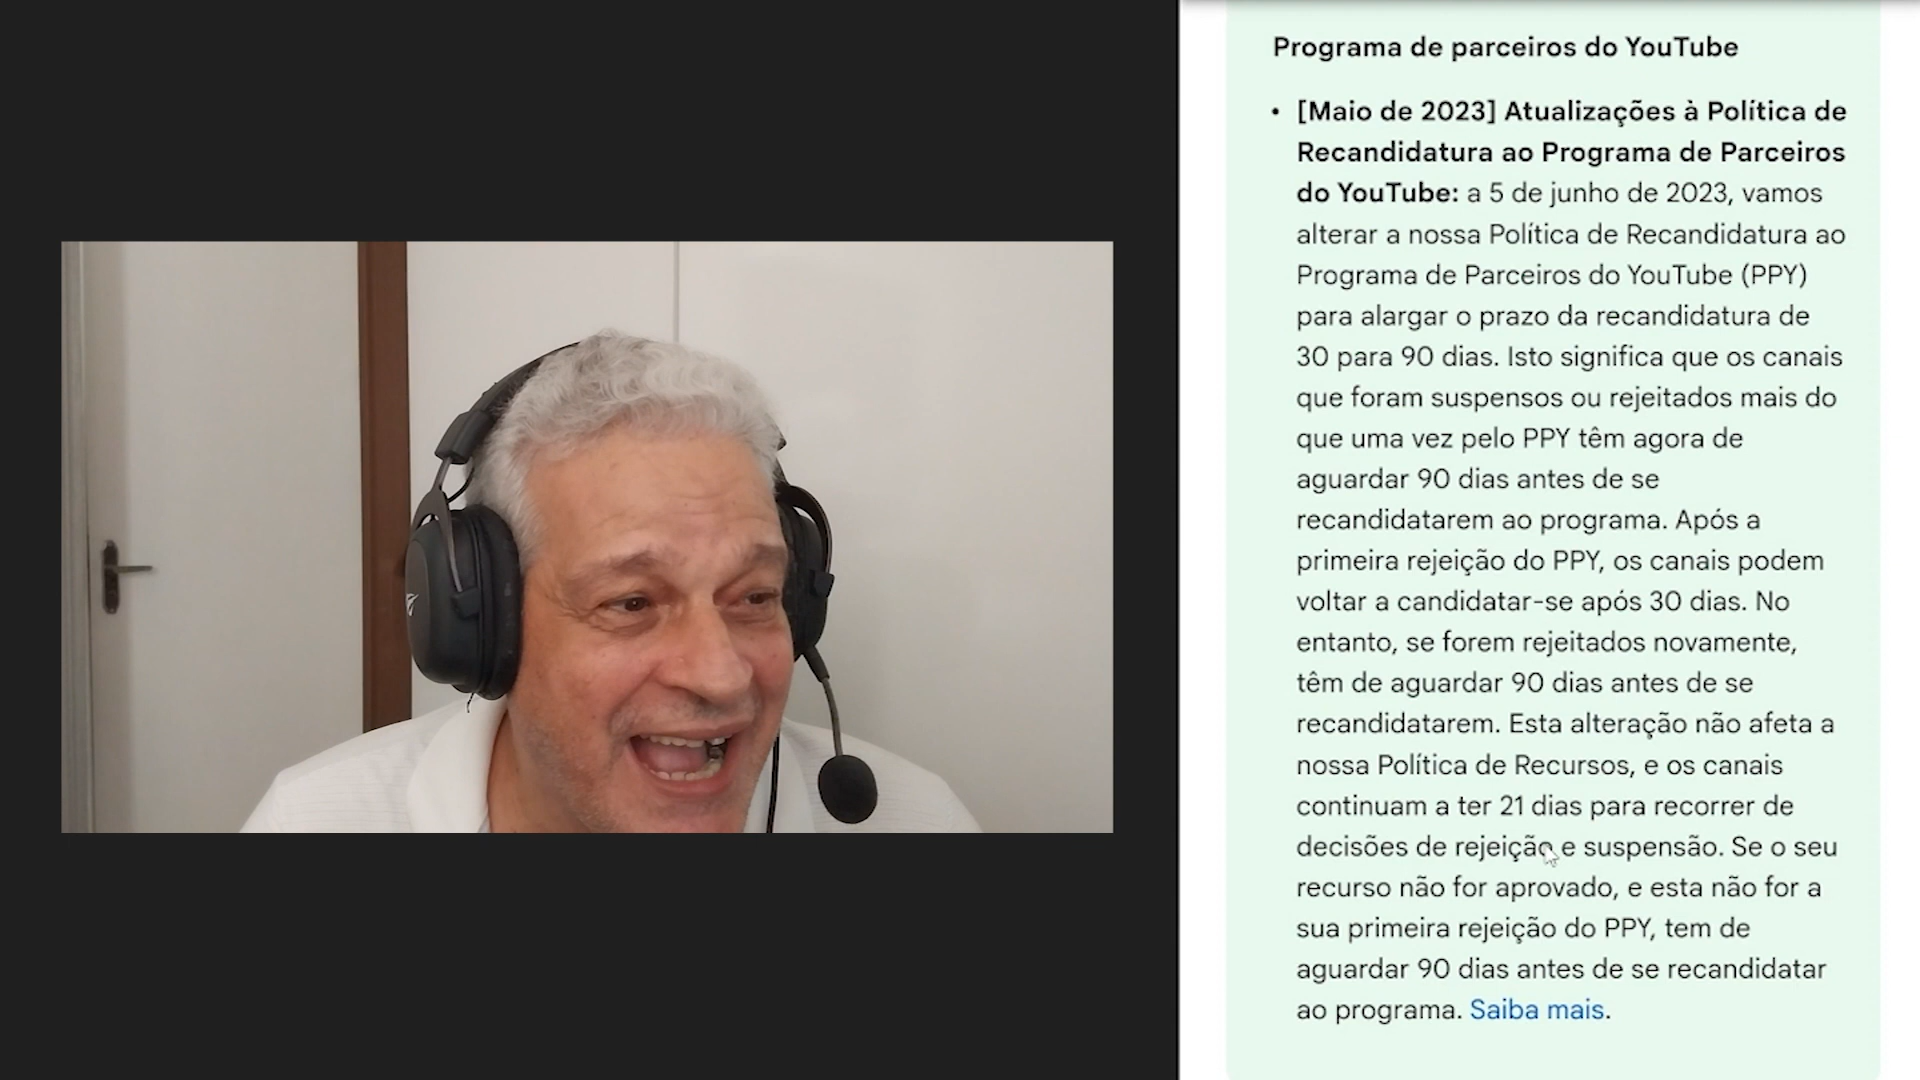 Programa de parceiros do YouTube
• [Maio de 2023] Atualizações à Política de
Recandidatura ao Programa de Parceiros
do YouTube: a 5 de junho de 2023, vamos
alterar a nossa Política de Recandidatura ao
Programa de Parceiros do YouTube (PPY)
para alargar o prazo da recandidatura de
30 para 90 dias. Isto significa que os canais
que foram suspensos ou rejeitados mais do
que uma vez pelo PPY têm agora de
aguardar 90 dias antes de se
recandidatarem ao programa. Após a
primeira rejeição do PPY, os canais podem
voltar a candidatar-se após 30 dias. No
entanto, se forem rejeitados novamente,
têm de aguardar 90 dias antes de se
recandidatarem. Esta alteração não afeta a
nossa Política de Recursos, e os canais
continuam a ter 21 dias para recorrer de
decisões de rejeição e suspensão. Se o seu
recurso não for aprovado, e esta não for a
sua primeira rejeição do PPY, tem de
aguardar 90 dias antes de se recandidatar
ao programa. Saiba mais.